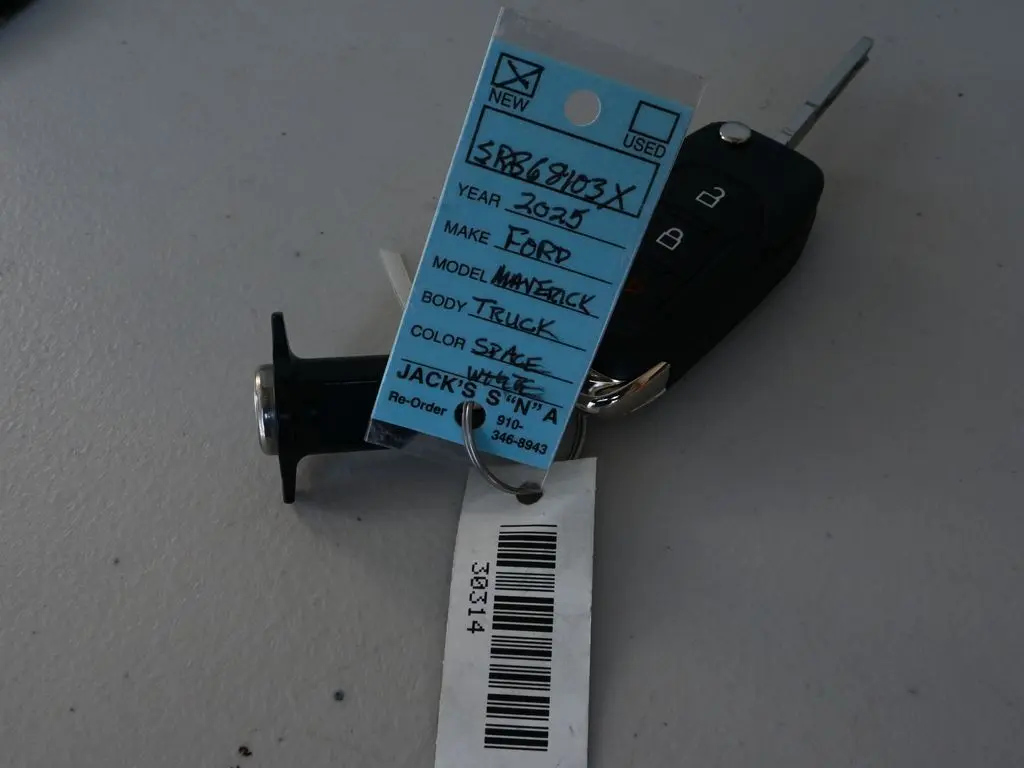 NEW
USED
SRB68103X
YEAR 2025
MAKE FORD
MODEL MAVERICK
BODY TRUCK
COLOR SPACE
WHITE
JACK'S S "N" A
Re-Order 910-
346-8943
30314